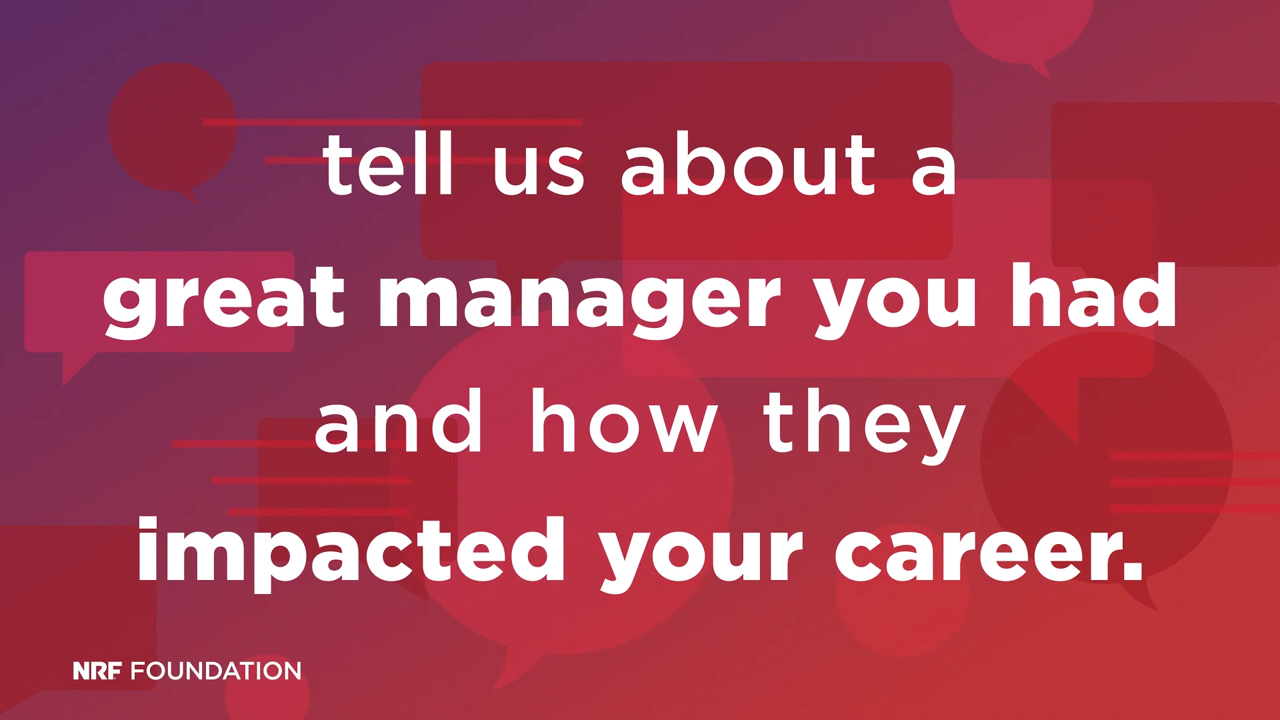 tell us about a
great manager you had
and how they
impacted your career.
NRF FOUNDATION